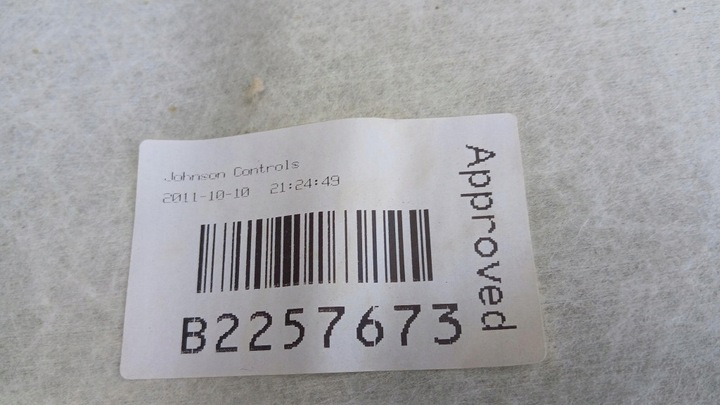 Johnson Controls
2011-10-10 21:24:49
B2257673
Approved